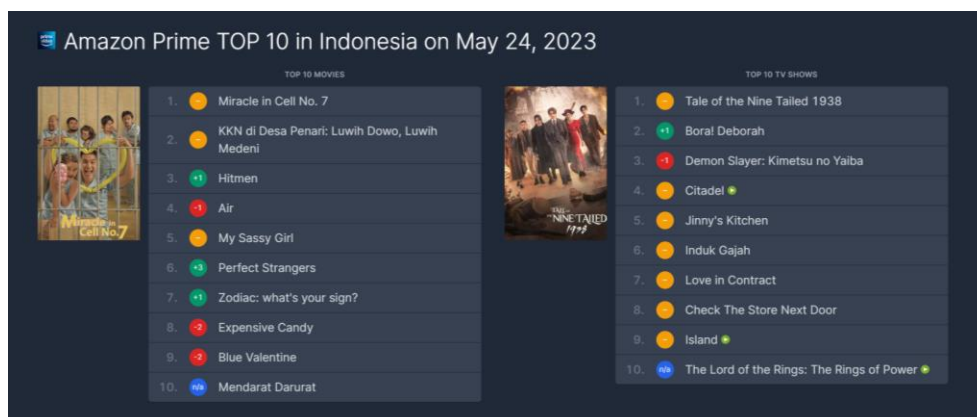 Amazon Prime TOP 10 in Indonesia on May 24, 2023
TOP 10 MOVIES
Miracle in Cell No. 7
1. – Miracle in Cell No. 7
2. – KKN di Desa Penari: Luwih Dowo, Luwih
Medeni
3. +1 Hitmen
4. -1 Air
5. – My Sassy Girl
6. +3 Perfect Strangers
7. +1 Zodiac: what's your sign?
8. -2 Expensive Candy
9. -2 Blue Valentine
10. n/a Mendarat Darurat
TOP 10 TV SHOWS
TALE OF
THE NINE TAILED
1938
1. – Tale of the Nine Tailed 1938
2. +1 Bora! Deborah
3. -1 Demon Slayer: Kimetsu no Yaiba
4. – Citadel
5. – Jinny's Kitchen
6. – Induk Gajah
7. – Love in Contract
8. – Check The Store Next Door
9. – Island
10. n/a The Lord of the Rings: The Rings of Power